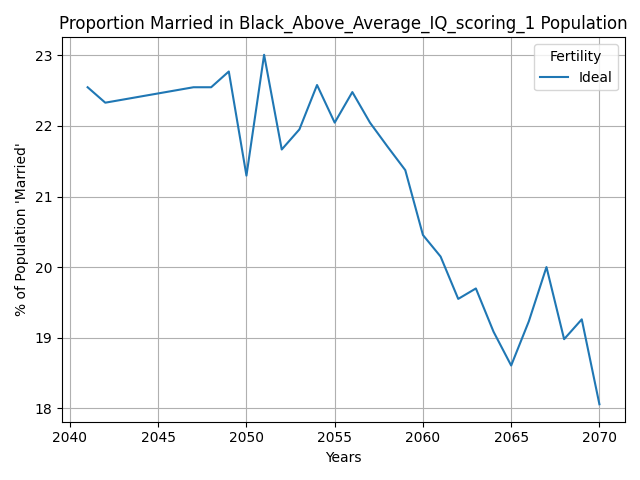 Proportion Married in Black_Above_Average_IQ_scoring_1 Population
Fertility
Ideal
% of Population 'Married'
23
22
21
20
19
18
2040
2045
2050
2055
2060
2065
2070
Years